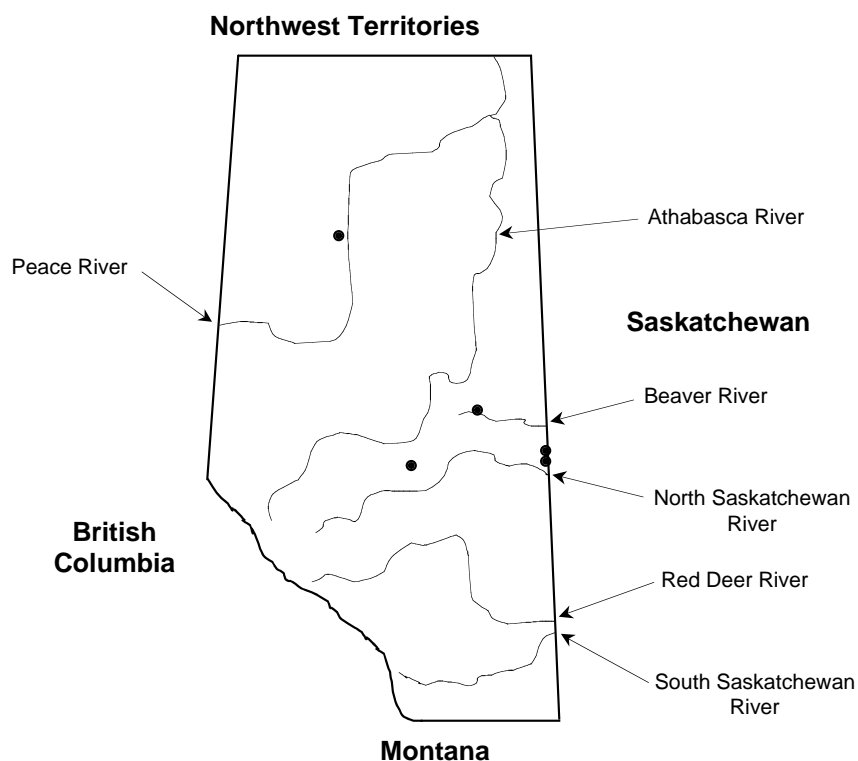 Northwest Territories
Athabasca River
Peace River
Saskatchewan
Beaver River
North Saskatchewan
River
British
Columbia
Red Deer River
South Saskatchewan
River
Montana